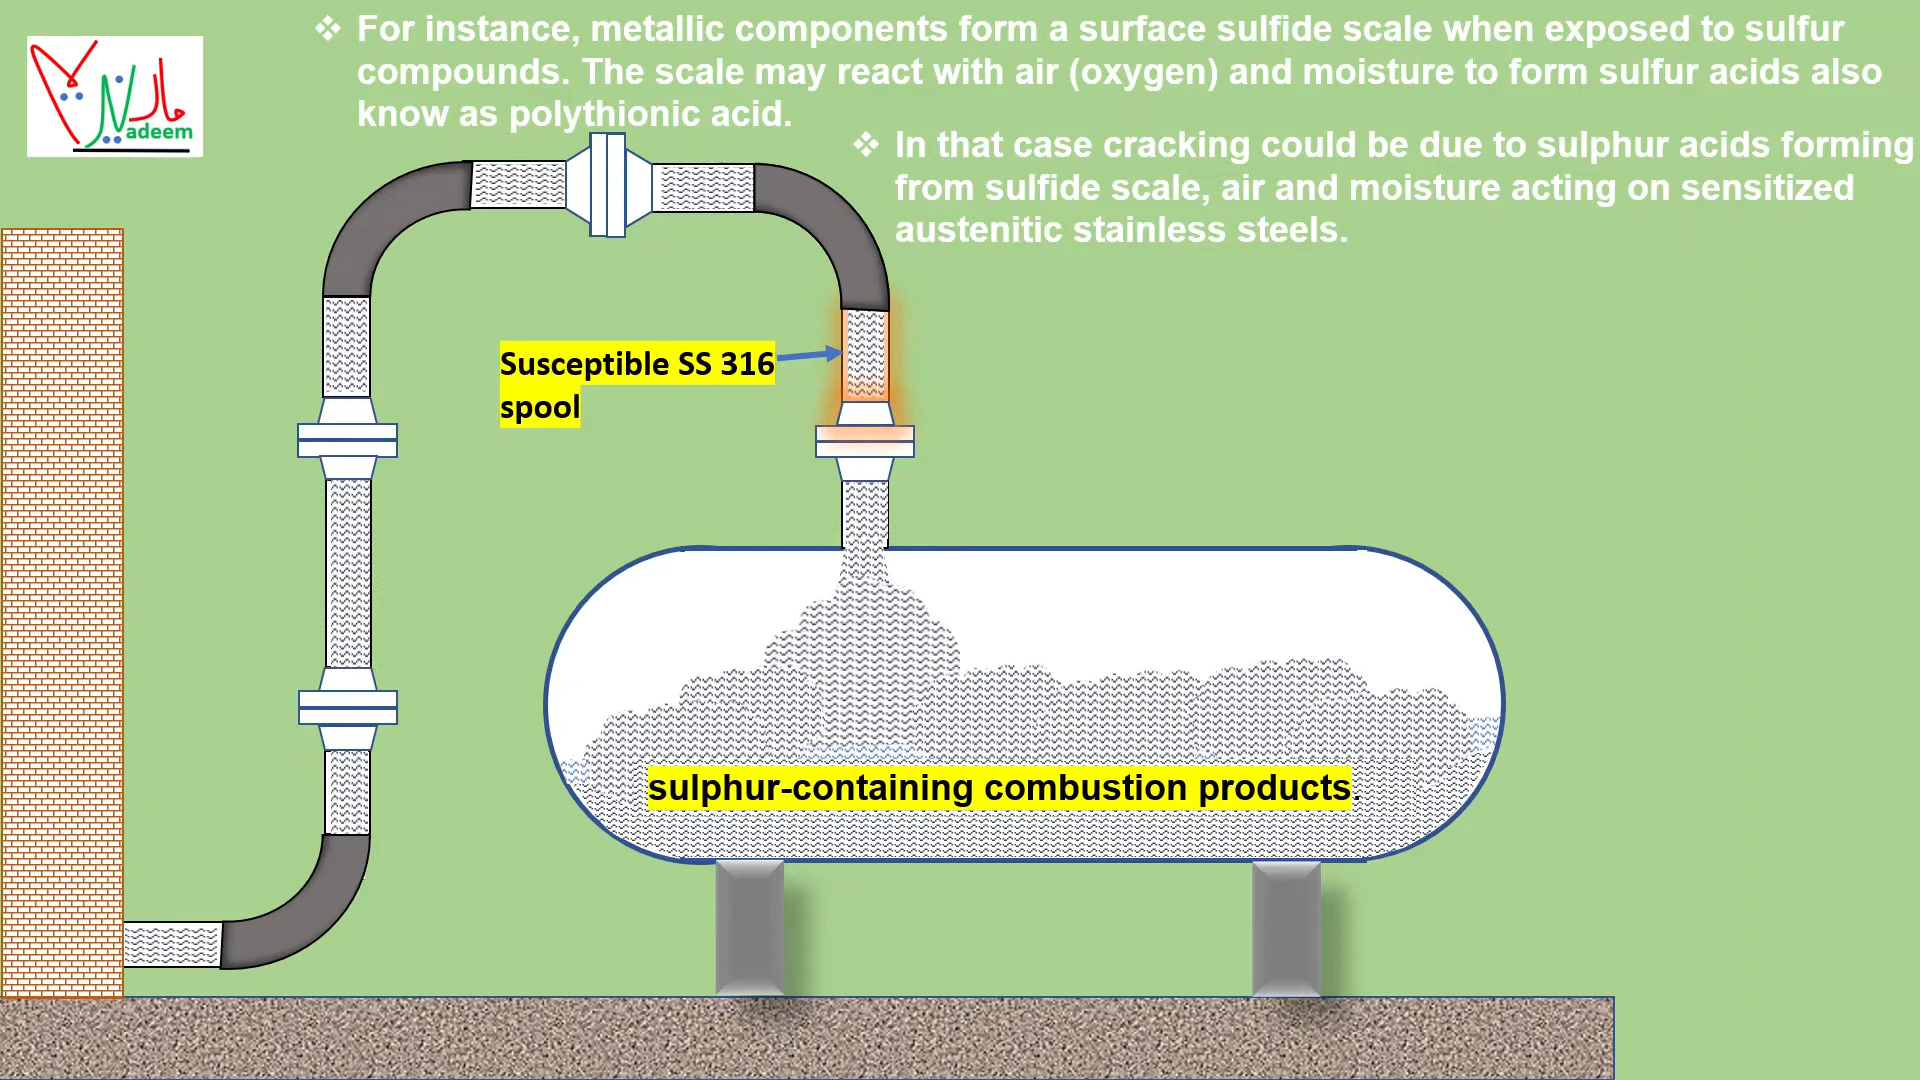 ❖ For instance, metallic components form a surface sulfide scale when exposed to sulfur
compounds. The scale may react with air (oxygen) and moisture to form sulfur acids also
know as polythionic acid.
❖ In that case cracking could be due to sulphur acids forming
from sulfide scale, air and moisture acting on sensitized
austenitic stainless steels.
adeem
Susceptible SS 316
spool
sulphur-containing combustion products.